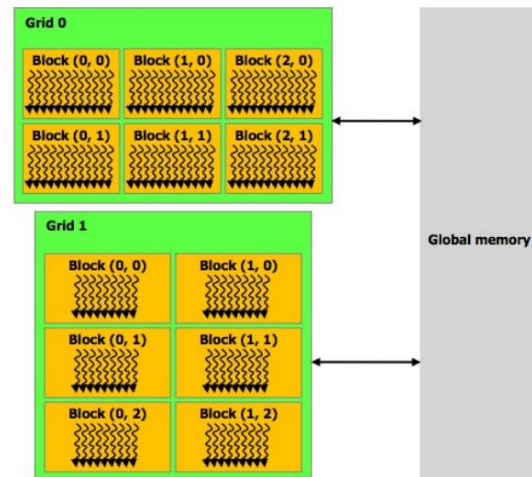 Grid 0
Block (0, 0) Block (1, 0) Block (2, 0)
Block (0, 1) Block (1, 1) Block (2, 1)
Grid 1
Global memory
Block (0, 0) Block (1, 0)
Block (0, 1) Block (1, 1)
Block (0, 2) Block (1, 2)